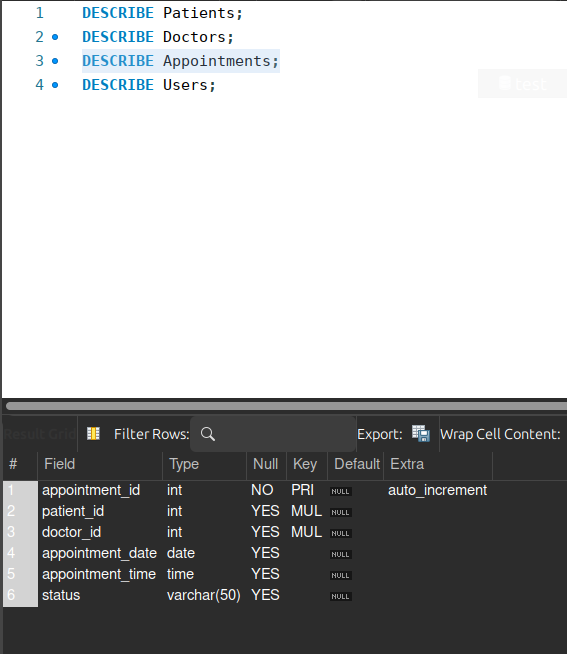 1 DESCRIBE Patients;
2 DESCRIBE Doctors;
3 DESCRIBE Appointments;
test
4 DESCRIBE Users;
Result Grid Filter Rows: Export: Wrap Cell Content:
# Field Type Null Key Default Extra
1 appointment_id int NO PRI NULL auto_increment
2 patient_id int YES MUL NULL
3 doctor_id int YES MUL NULL
4 appointment_date date YES NULL
5 appointment_time time YES NULL
6 status varchar(50) YES NULL